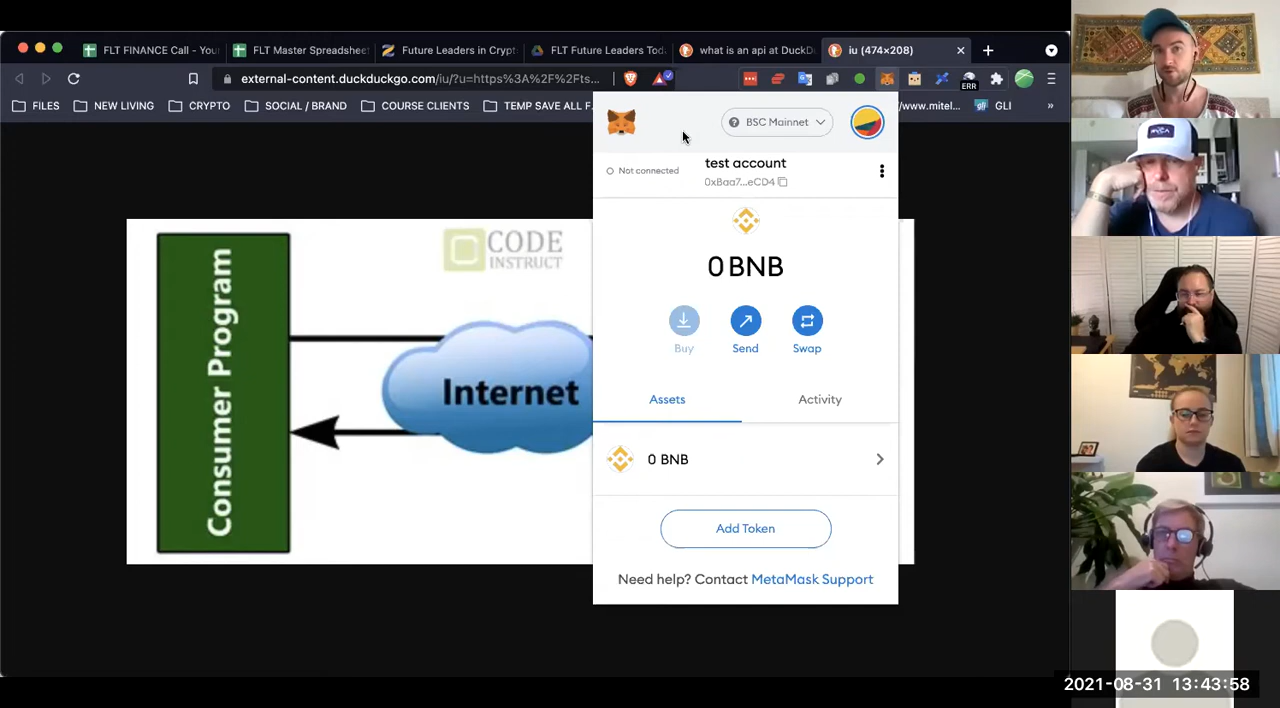 FLT FINANCE Call - You
FLT Master Spreadshee
Future Leaders in Crypt
FLT Future Leaders Tod
what is an api at DuckD
iu (474×208)
external-content.duckduckgo.com/iu/?u=https%3A%2F%2Fts...
ERR
FILES
NEW LIVING
CRYPTO
SOCIAL / BRAND
COURSE CLIENTS
TEMP SAVE ALL F
/www.mitel...
GLI
BSC Mainnet
Not connected
test account
0xBaa7...eCD4
0 BNB
Buy
Send
Swap
Assets
Activity
0 BNB
Add Token
Need help? Contact MetaMask Support
CODE
INSTRUCT
Consumer Program
Internet
2021-08-31 13:43:58